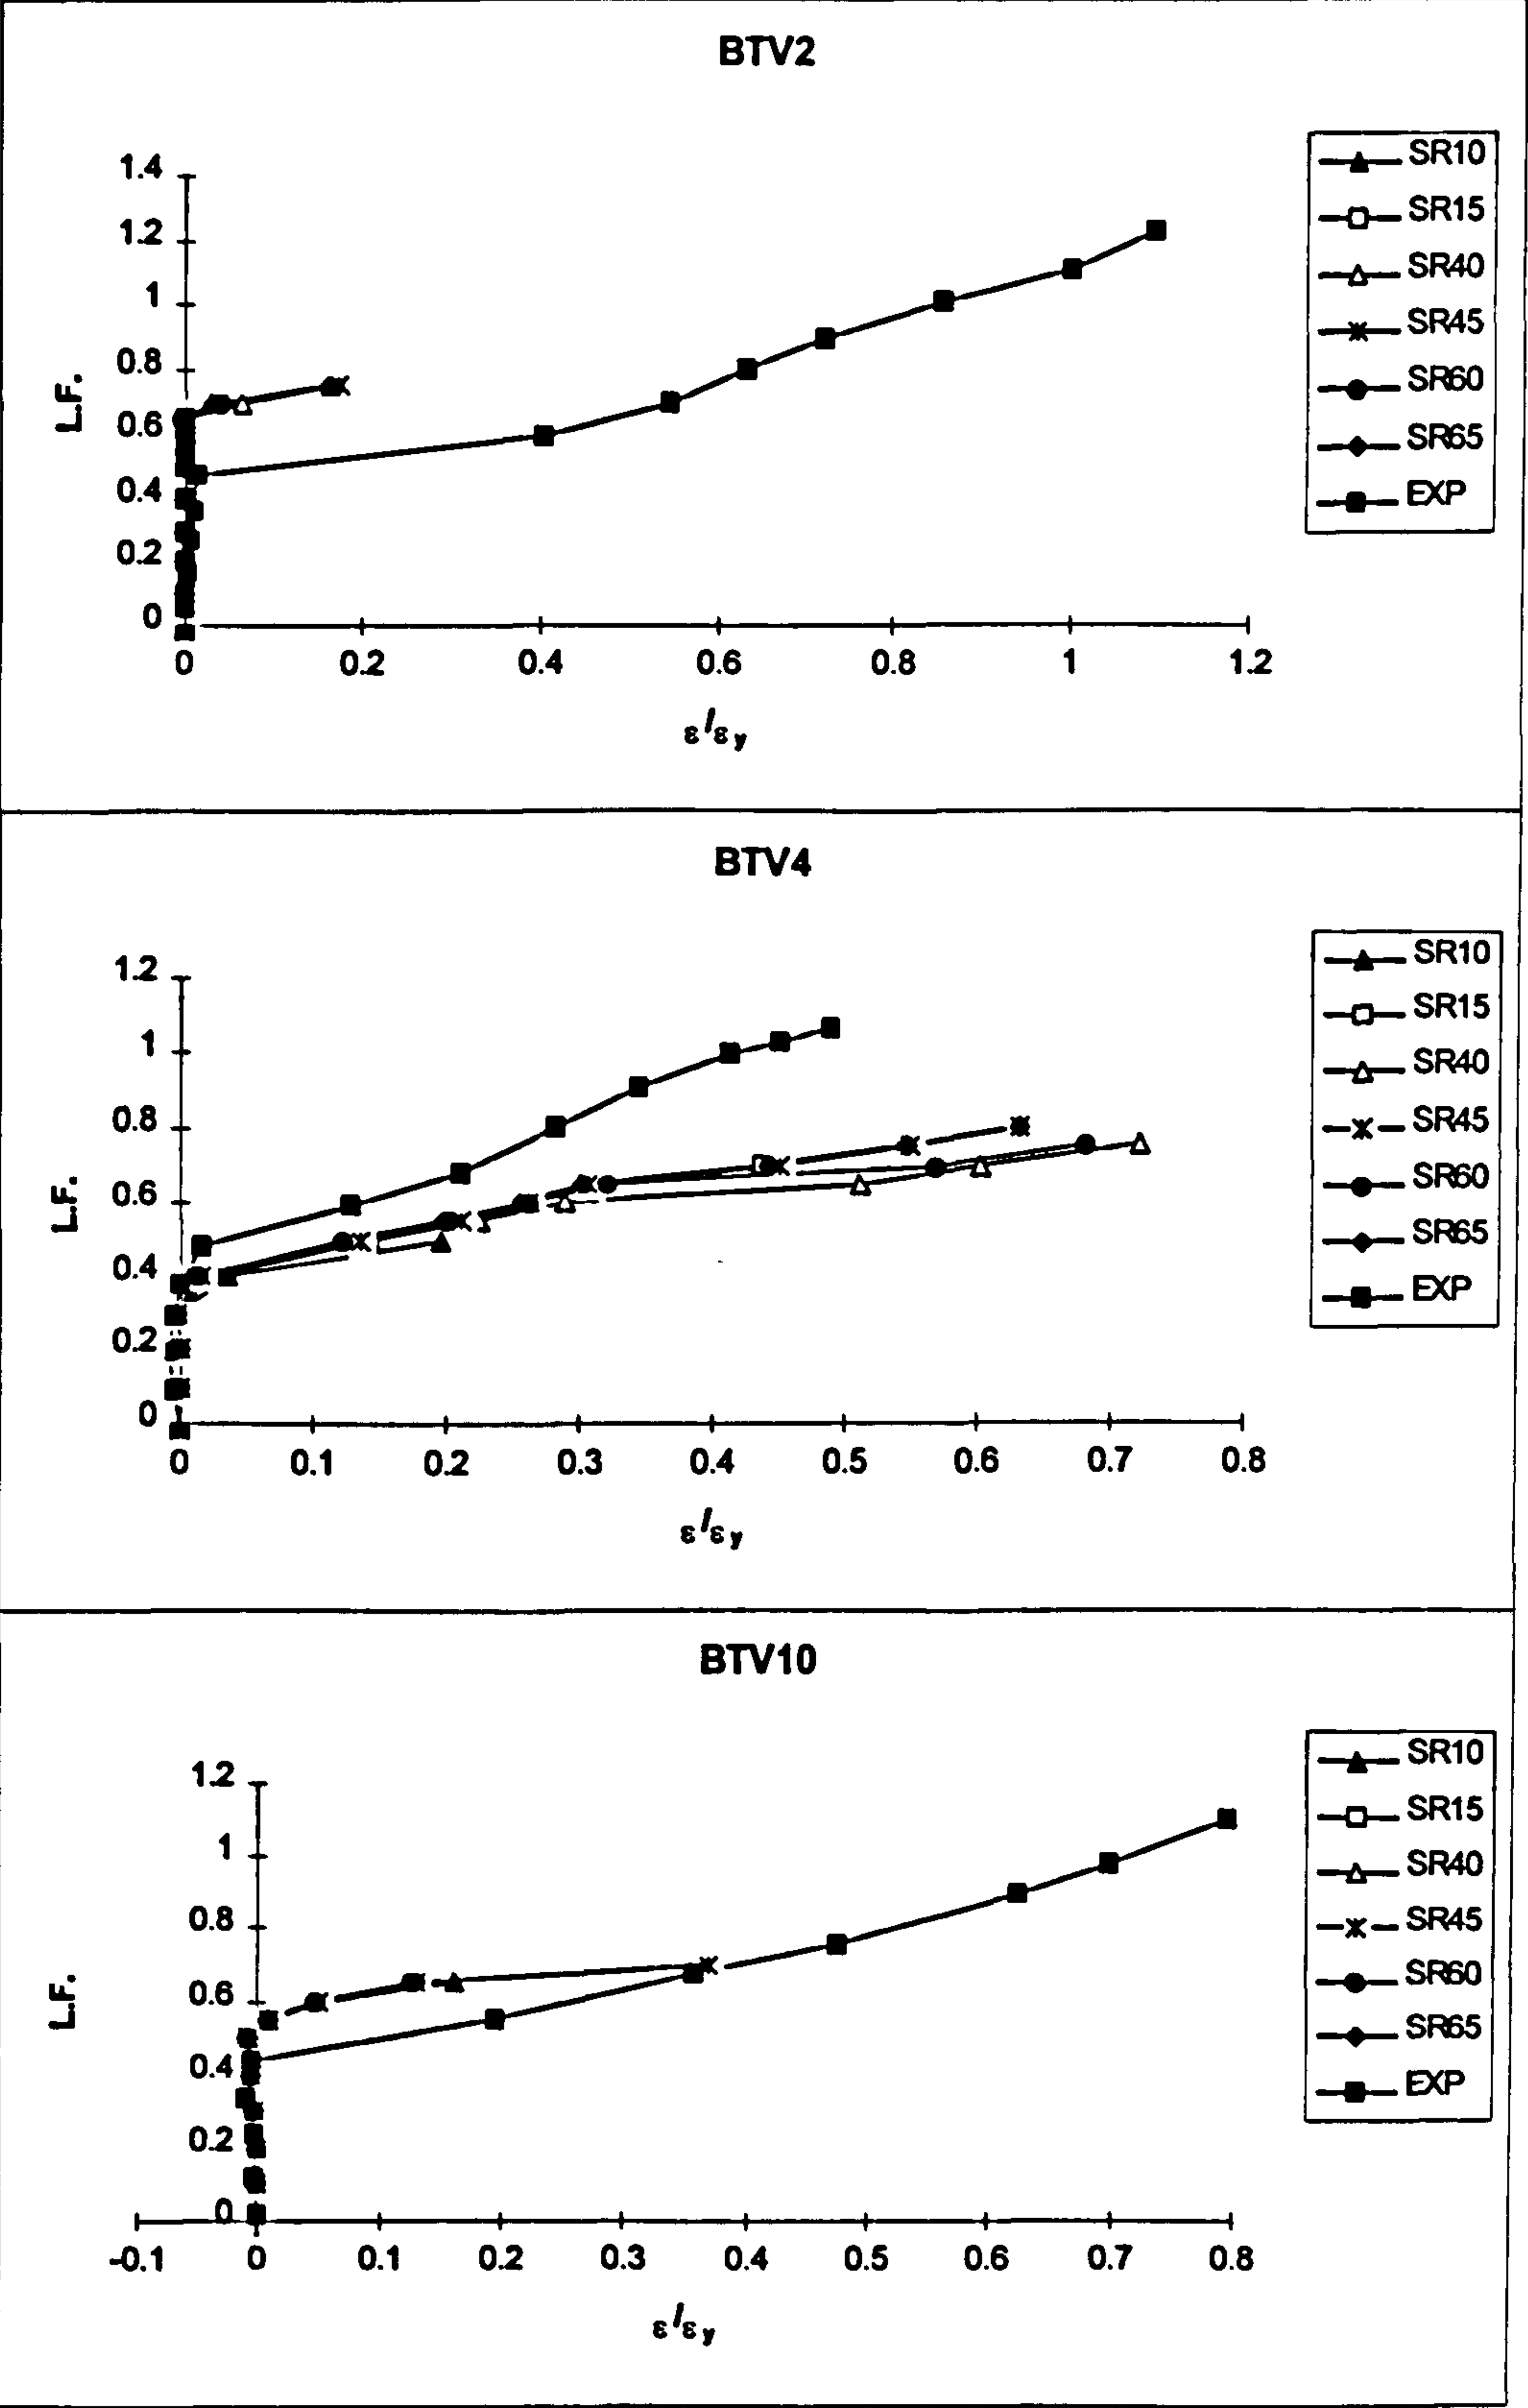 BTV2
1.4
1.2
1
0.8
0.6
0.4
0.2
0
L.F.
0 0.2 0.4 0.6 0.8 1 1.2
ε/εy
SR10
SR15
SR40
SR45
SR60
SR65
EXP
BTV4
1.2
1
0.8
0.6
0.4
0.2
0
L.F.
0 0.1 0.2 0.3 0.4 0.5 0.6 0.7 0.8
ε/εy
SR10
SR15
SR40
SR45
SR60
SR65
EXP
BTV10
1.2
1
0.8
0.6
0.4
0.2
0
L.F.
-0.1 0 0.1 0.2 0.3 0.4 0.5 0.6 0.7 0.8
ε/εy
SR10
SR15
SR40
SR45
SR60
SR65
EXP